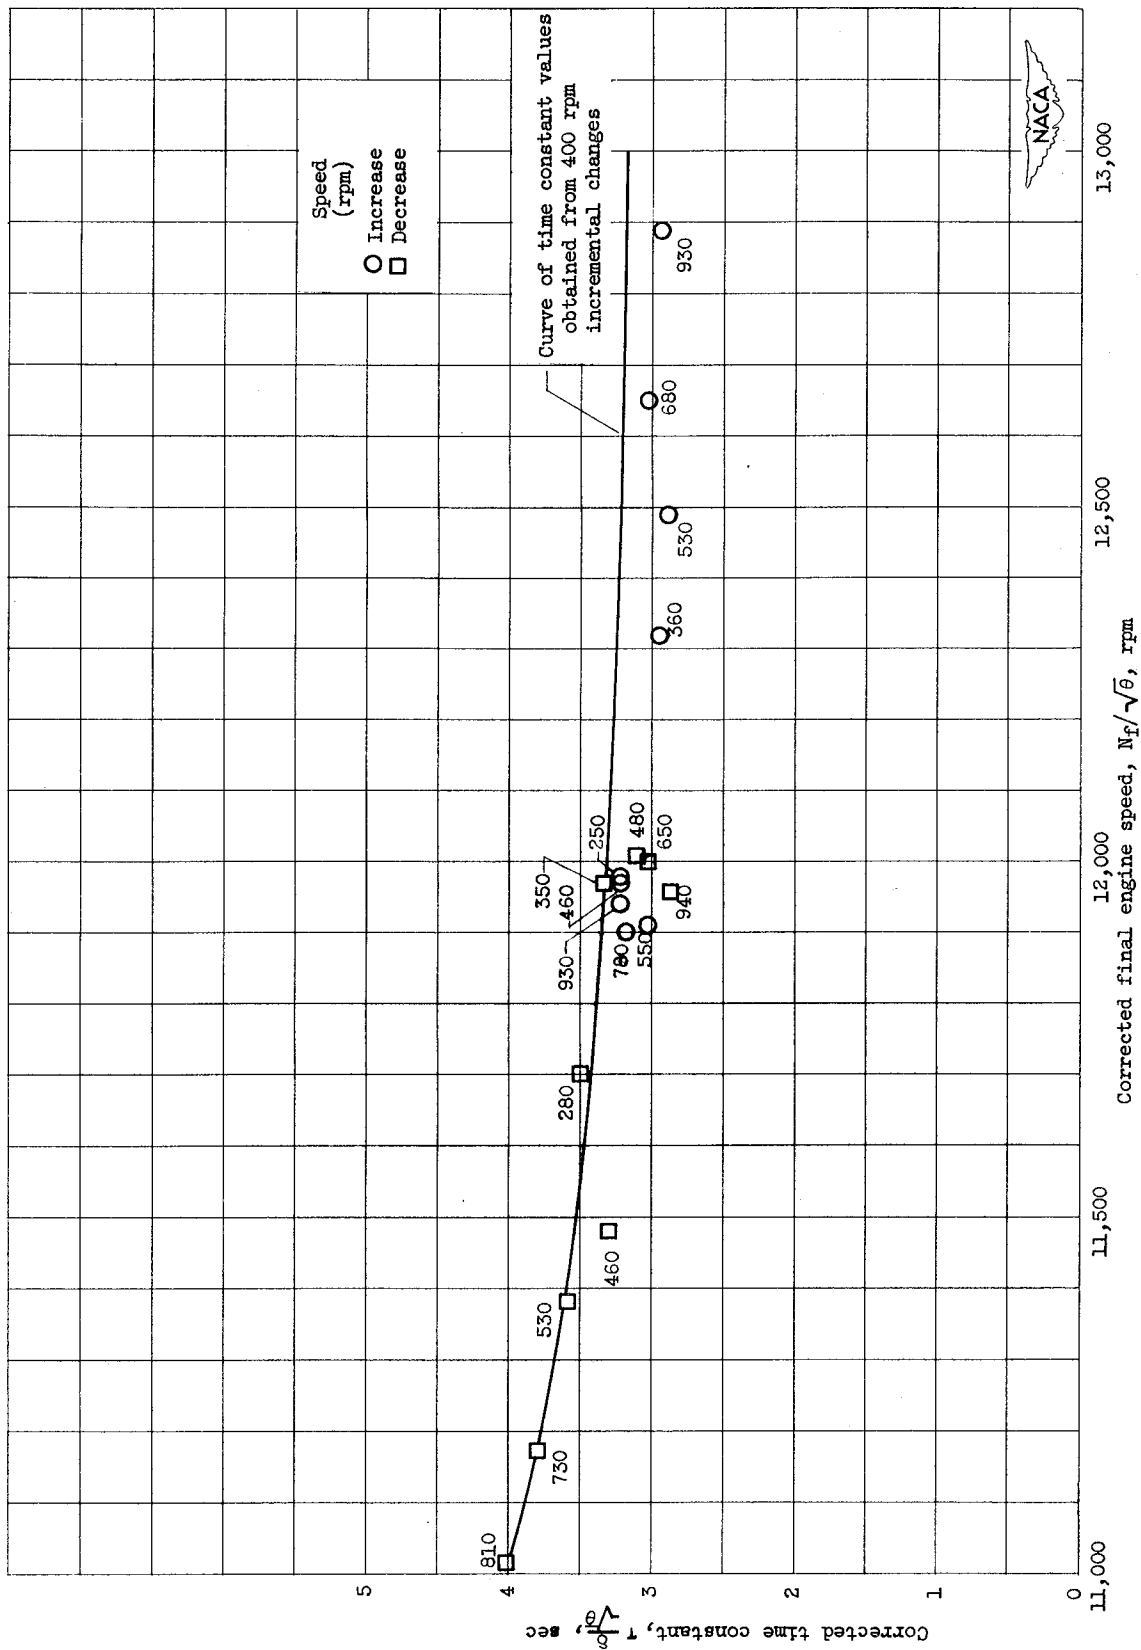 Speed
(rpm)
Increase
Decrease
Curve of time constant values
obtained from 400 rpm
incremental changes
810
730
530
460
280
930
460
350
250
780
550
480
650
940
360
530
680
930
NACA
5
4
3
2
1
0
Corrected time constant, τ δ/√θ, sec
11,000
11,500
12,000
12,500
13,000
Corrected final engine speed, Nf/√θ, rpm